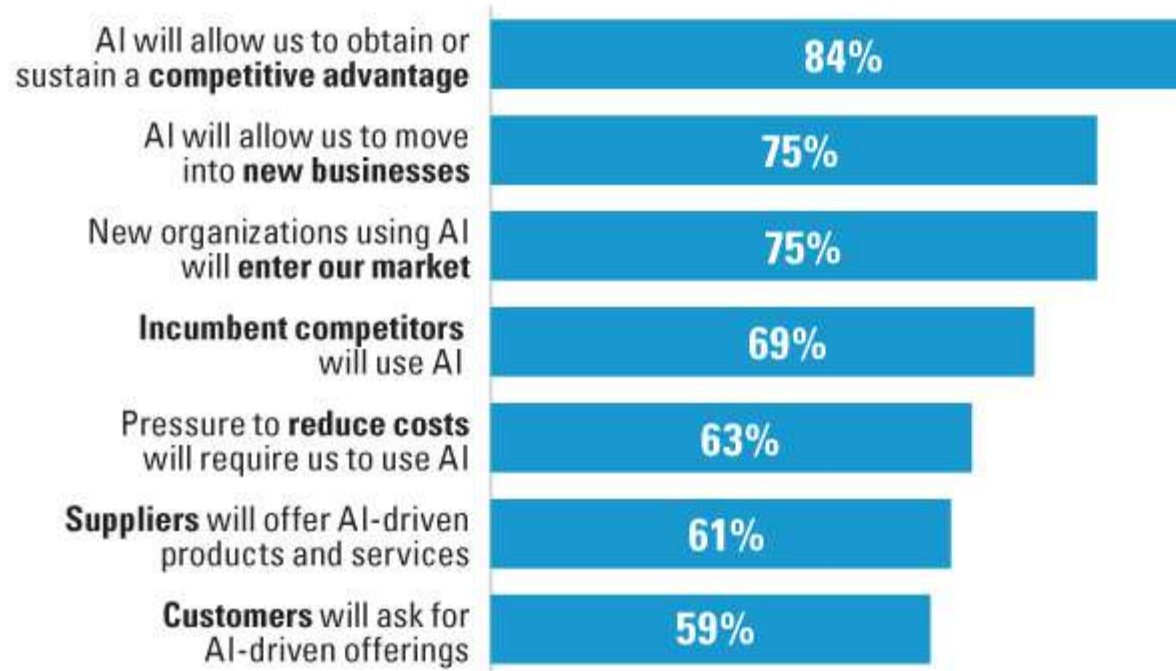 AI will allow us to obtain or
sustain a competitive advantage
84%
AI will allow us to move
into new businesses
75%
New organizations using AI
will enter our market
75%
Incumbent competitors
will use AI
69%
Pressure to reduce costs
will require us to use AI
63%
Suppliers will offer AI-driven
products and services
61%
Customers will ask for
AI-driven offerings
59%